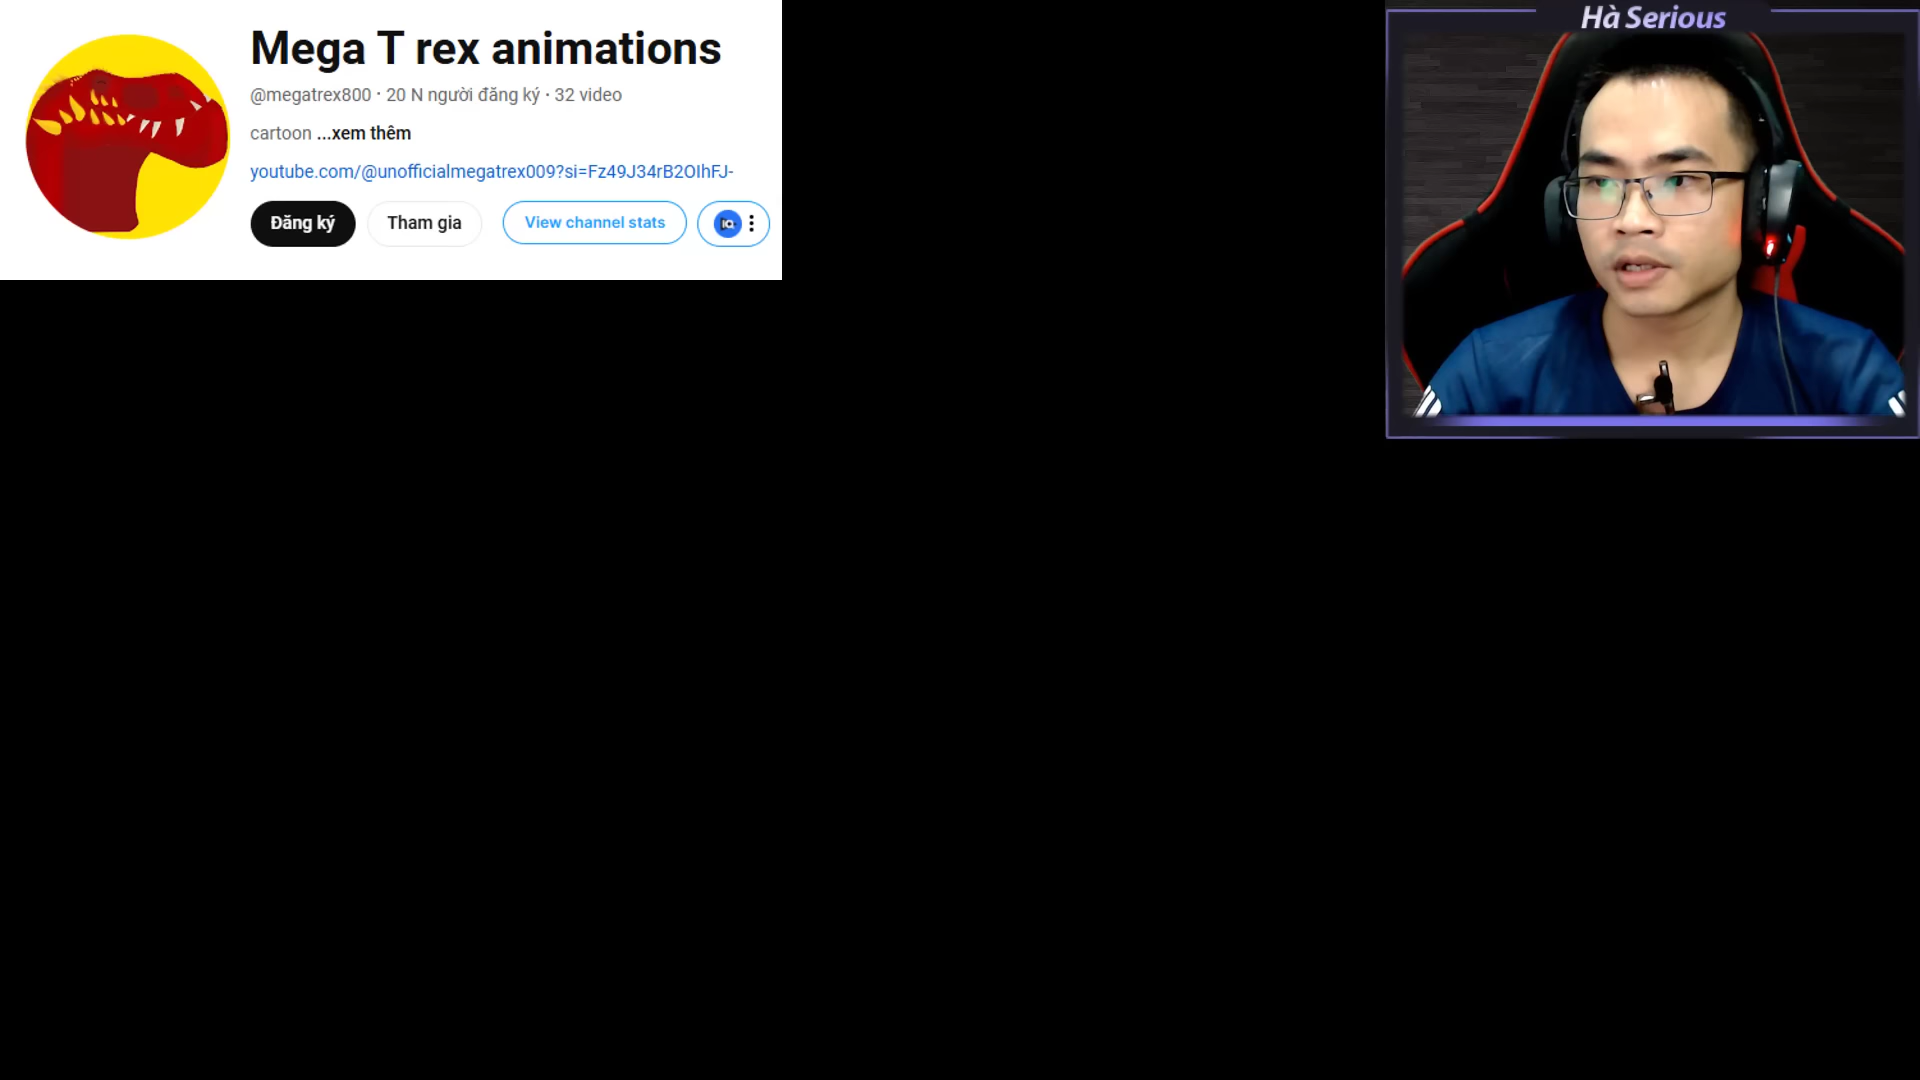 Mega T rex animations
@megatrex800 · 20 N người đăng ký · 32 video
cartoon ...xem thêm
youtube.com/@unofficialmegatrex009?si=Fz49J34rB2OIhFJ-
Đăng ký Tham gia View channel stats
Hà Serious